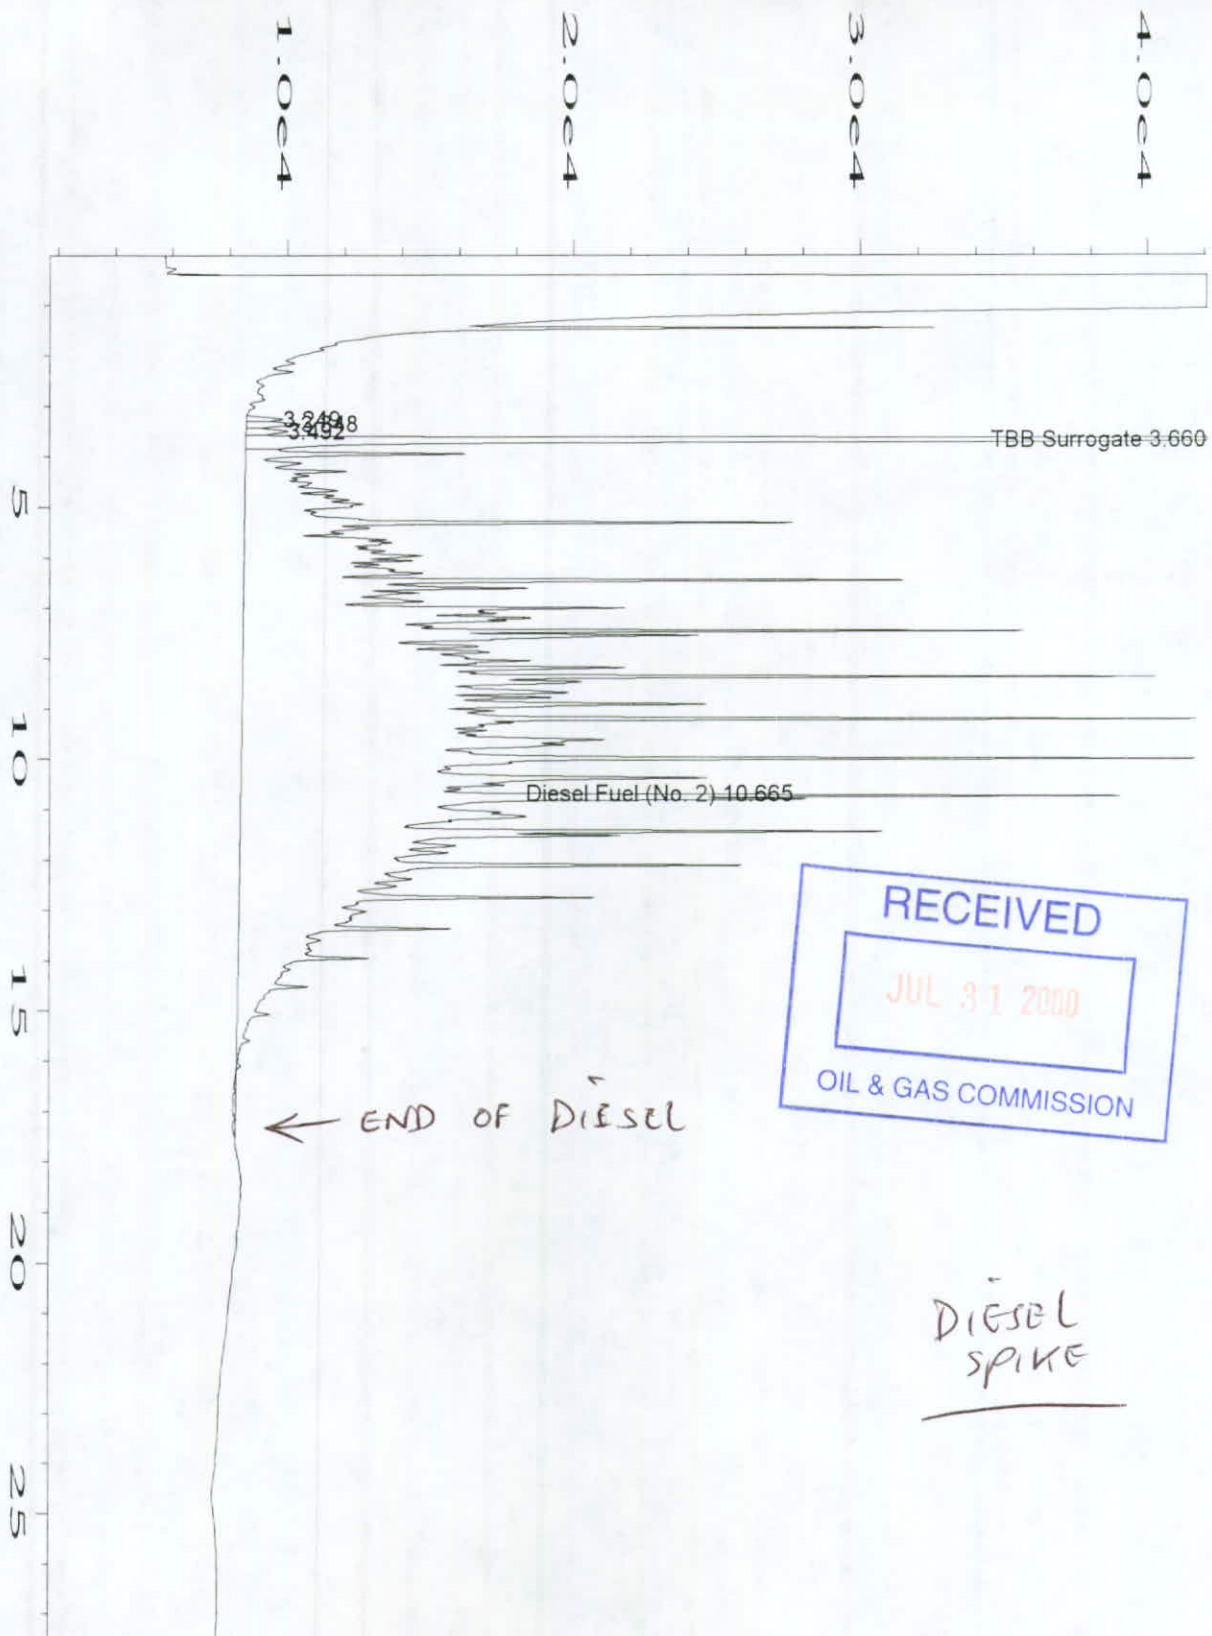 1.0e4
2.0e4
3.0e4
4.0e4
3.249
3.492
TBB Surrogate 3.660
5
10
Diesel Fuel (No. 2) 10.665
RECEIVED
JUL 31 2000
OIL & GAS COMMISSION
15
← END OF DIESEL
20
DIESEL
SPIKE
25